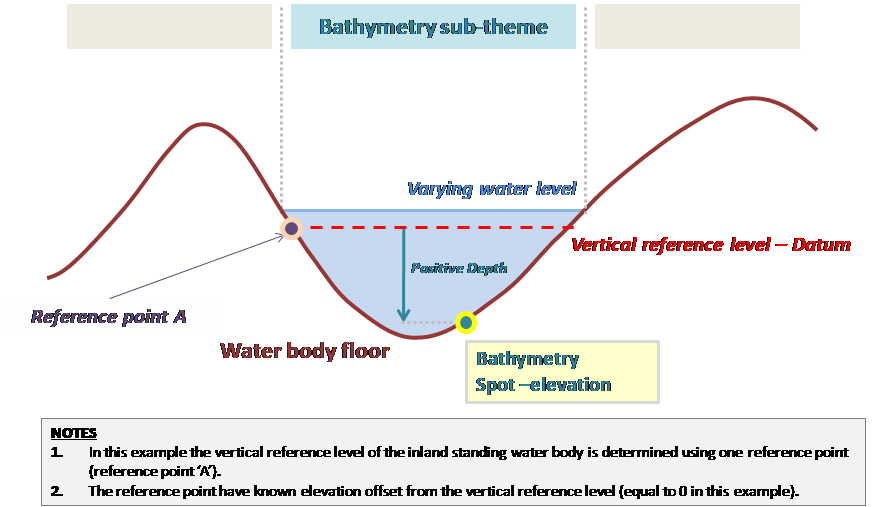 Bathymetry sub-theme
Varying water level
Vertical reference level – Datum
Positive Depth
Reference point A
Water body floor
Bathymetry
Spot –elevation
NOTES
1. In this example the vertical reference level of the inland standing water body is determined using one reference point
(reference point ‘A’).
2. The reference point have known elevation offset from the vertical reference level (equal to 0 in this example).